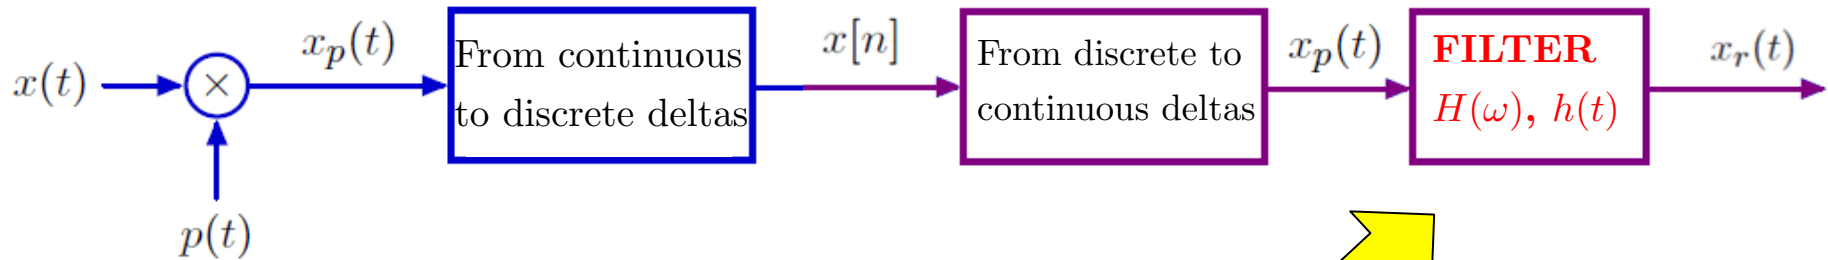 x(t)
×
p(t)
x_p(t)
From continuous
to discrete deltas
x[n]
From discrete to
continuous deltas
x_p(t)
FILTER
H(ω), h(t)
x_r(t)